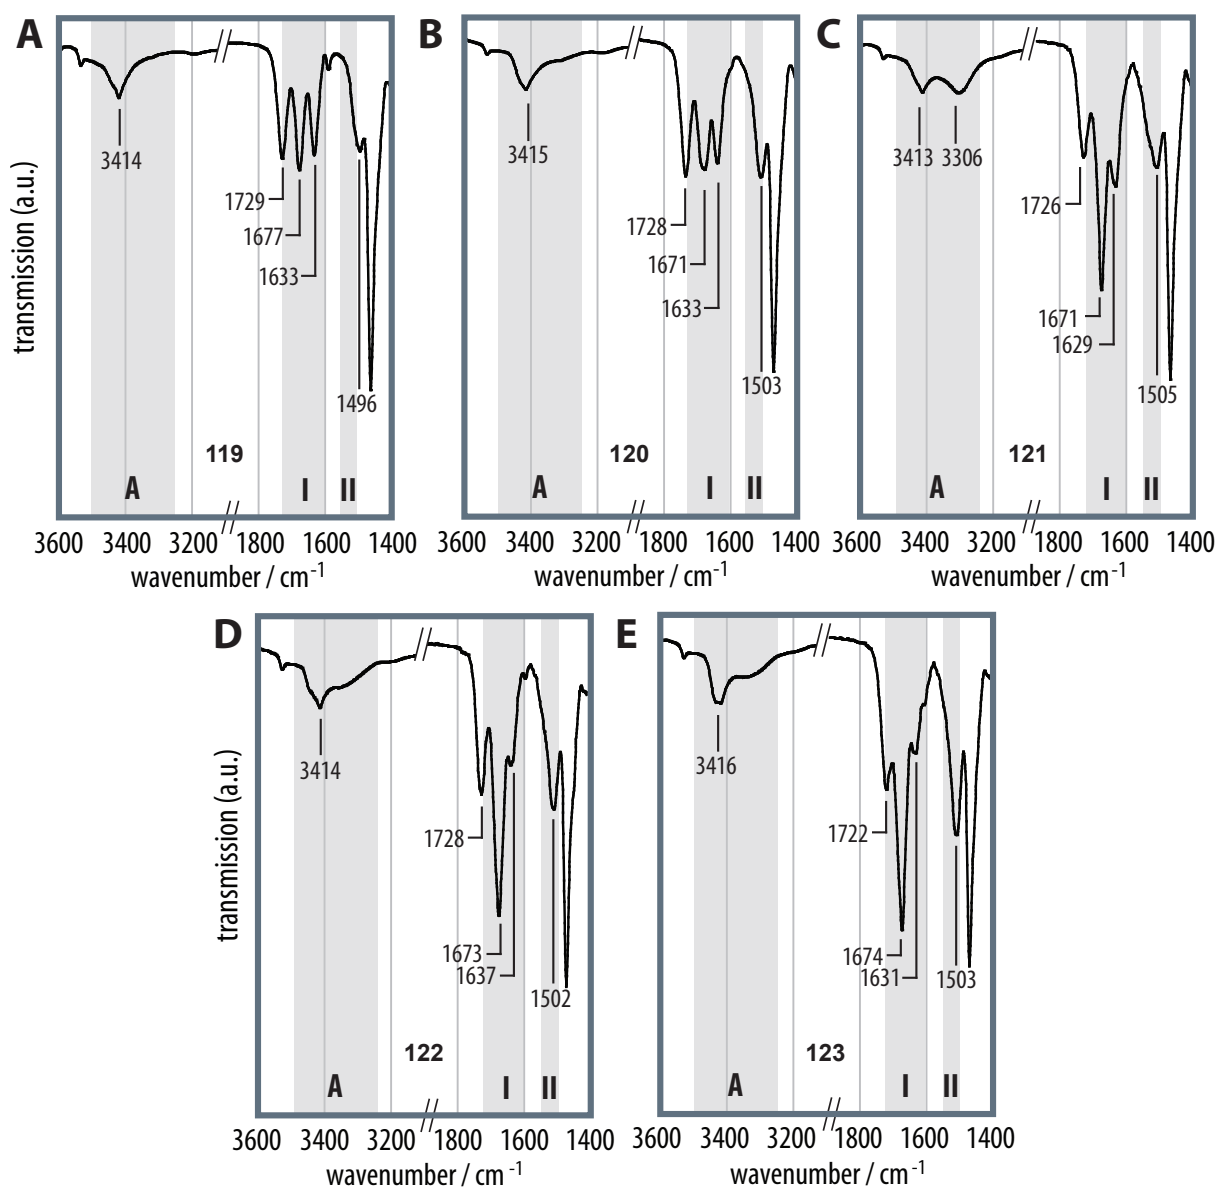 A
transmission (a.u.)
3414
1729
1677
1633
1496
119
A
I
II
3600 3400 3200 1800 1600 1400
wavenumber / cm-1
B
3415
1728
1671
1633
1503
120
A
I
II
3600 3400 3200 1800 1600 1400
wavenumber / cm-1
C
3413 3306
1726
1671
1629
1505
121
A
I
II
3600 3400 3200 1800 1600 1400
wavenumber / cm-1
D
transmission (a.u.)
3414
1728
1673
1637
1502
122
A
I
II
3600 3400 3200 1800 1600 1400
wavenumber / cm -1
E
3416
1722
1674
1631
1503
123
A
I
II
3600 3400 3200 1800 1600 1400
wavenumber / cm -1